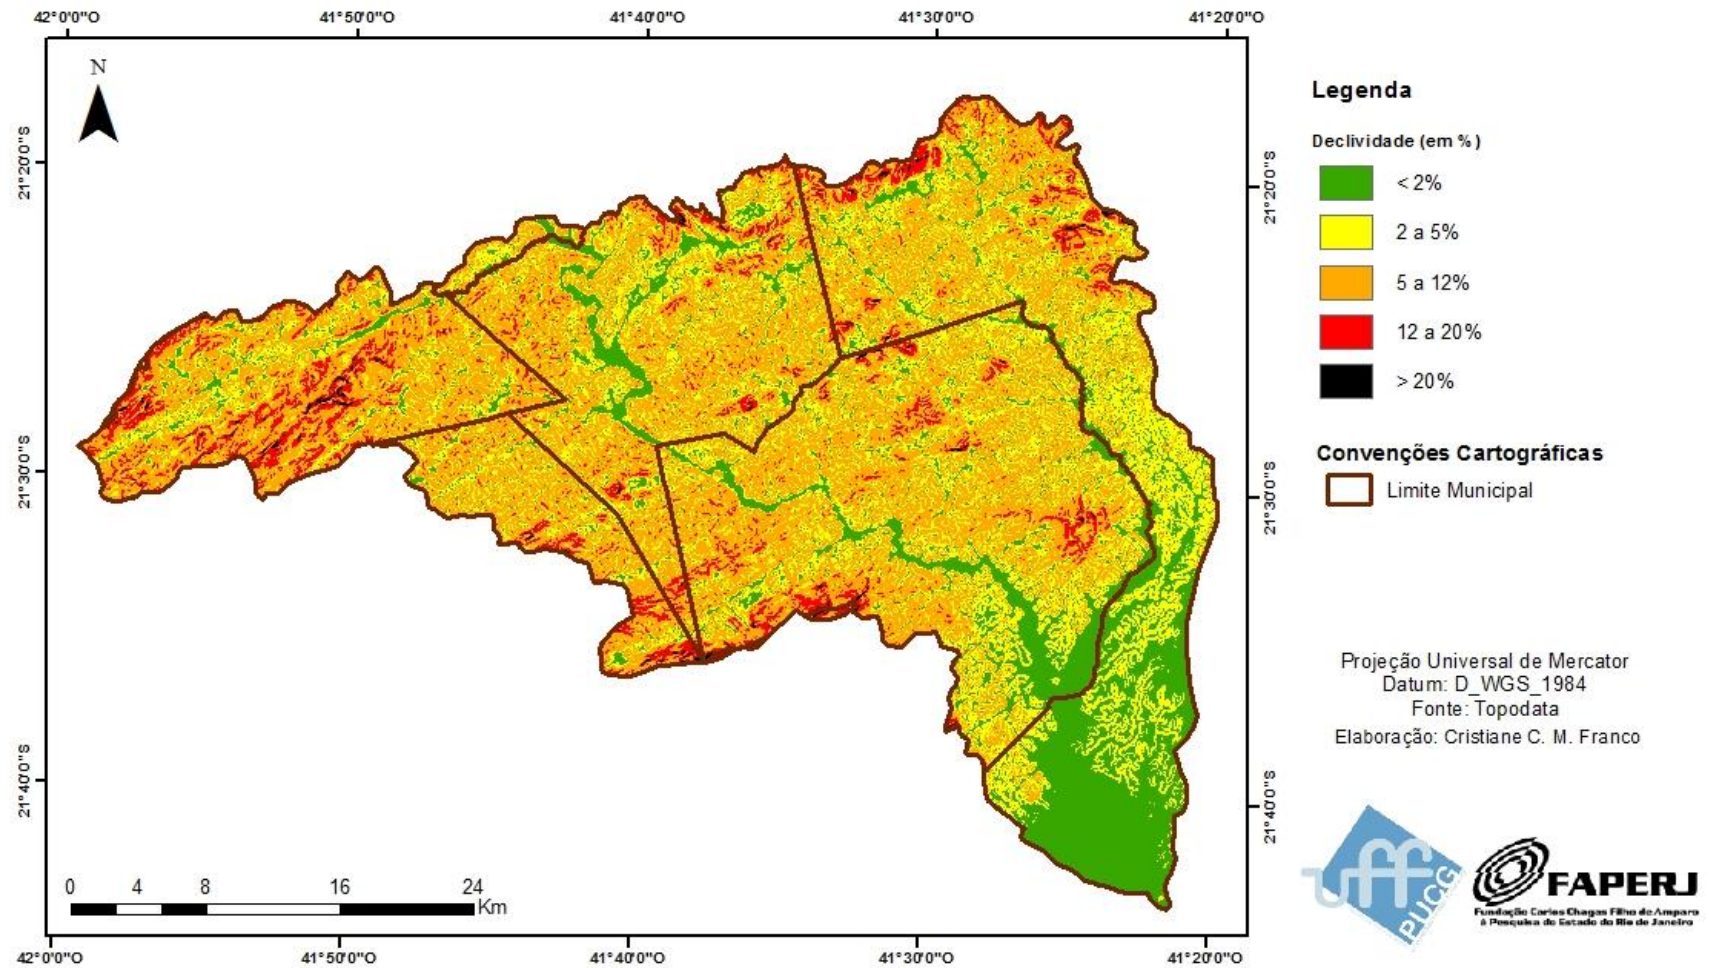 42°0'0"O 41°50'0"O 41°40'0"O 41°30'0"O 41°20'0"O
N
21°20'0"S
21°30'0"S
21°40'0"S
21°20'0"S
21°30'0"S
21°40'0"S
0 4 8 16 24
Km
42°0'0"O 41°50'0"O 41°40'0"O 41°30'0"O 41°20'0"O
Legenda
Declividade (em %)
< 2%
2 a 5%
5 a 12%
12 a 20%
> 20%
Convenções Cartográficas
Limite Municipal
Projeção Universal de Mercator
Datum: D_WGS_1984
Fonte: Topodata
Elaboração: Cristiane C. M. Franco
uff
PUCG
FAPERJ
Fundação Carlos Chagas Filho de Amparo
à Pesquisa do Estado do Rio de Janeiro